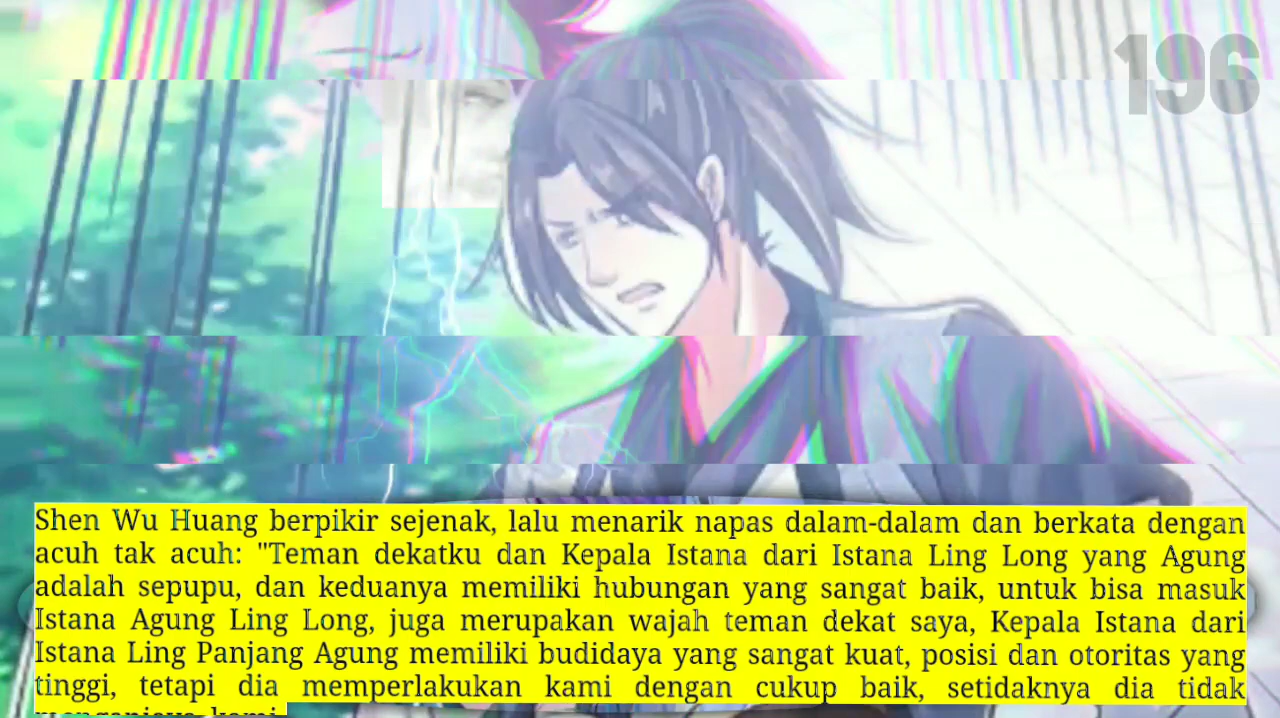 196
Shen Wu Huang berpikir sejenak, lalu menarik napas dalam-dalam dan berkata dengan
acuh tak acuh: "Teman dekatku dan Kepala Istana dari Istana Ling Long yang Agung
adalah sepupu, dan keduanya memiliki hubungan yang sangat baik, untuk bisa masuk
Istana Agung Ling Long, juga merupakan wajah teman dekat saya, Kepala Istana dari
Istana Ling Panjang Agung memiliki budidaya yang sangat kuat, posisi dan otoritas yang
tinggi, tetapi dia memperlakukan kami dengan cukup baik, setidaknya dia tidak